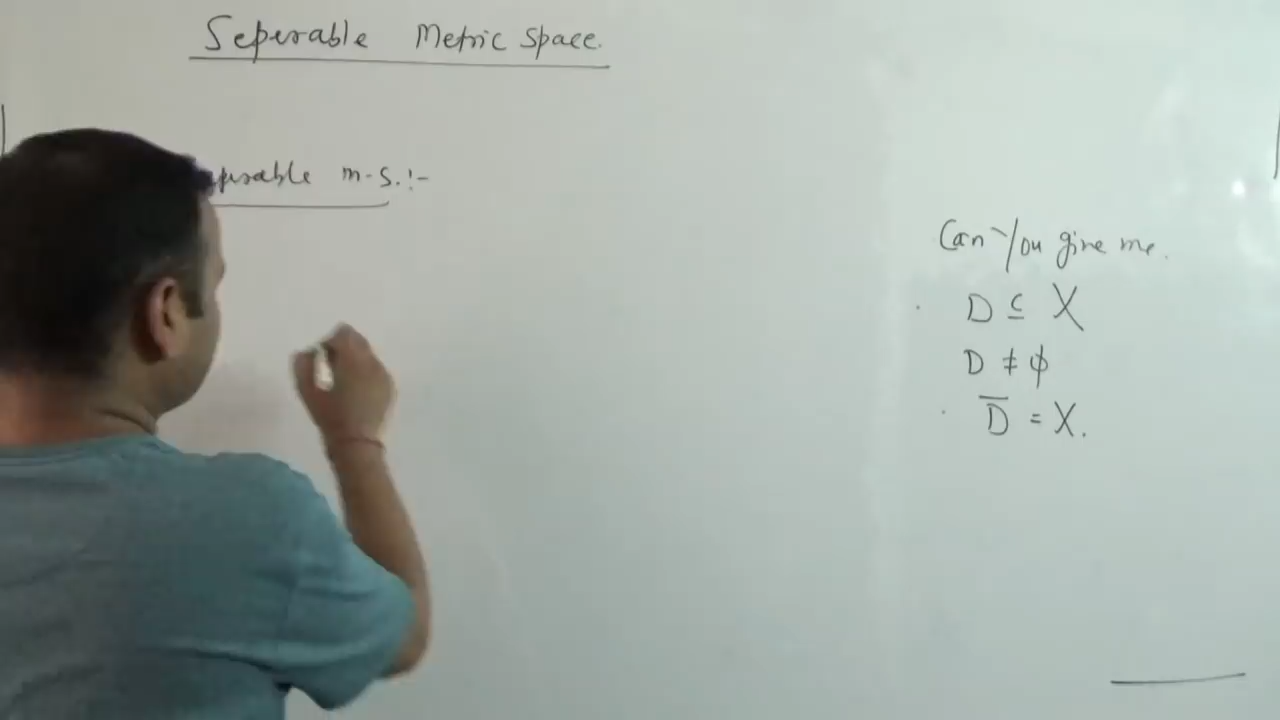 Seperable Metric Space.
m.s. :-
Can You give me.
D ⊆ X
D ≠ φ
D̅ = X.